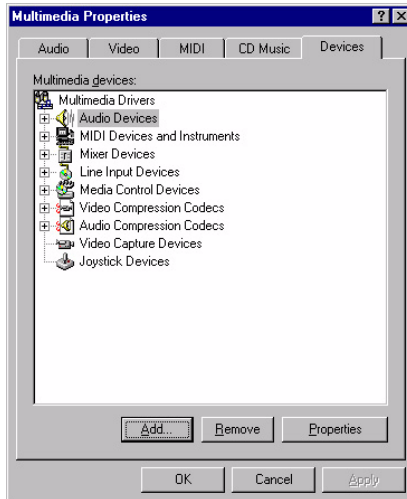 Multimedia Properties
Audio Video MIDI CD Music Devices
Multimedia devices:
Multimedia Drivers
Audio Devices
MIDI Devices and Instruments
Mixer Devices
Line Input Devices
Media Control Devices
Video Compression Codecs
Audio Compression Codecs
Video Capture Devices
Joystick Devices
Add... Remove Properties
OK Cancel Apply